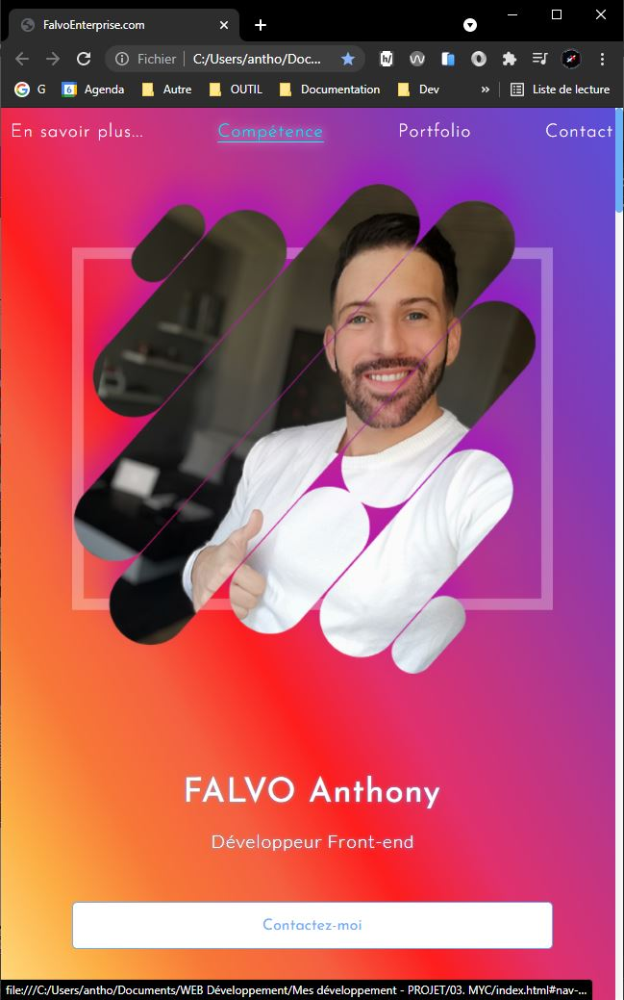 FalvoEnterprise.com
Fichier C:/Users/antho/Doc...
G Agenda Autre OUTIL Documentation Dev » Liste de lecture
En savoir plus... Compétence Portfolio Contact
FALVO Anthony
Développeur Front-end
Contactez-moi
file:///C:/Users/antho/Documents/WEB Développement/Mes développement - PROJET/03. MYC/index.html#nav-...